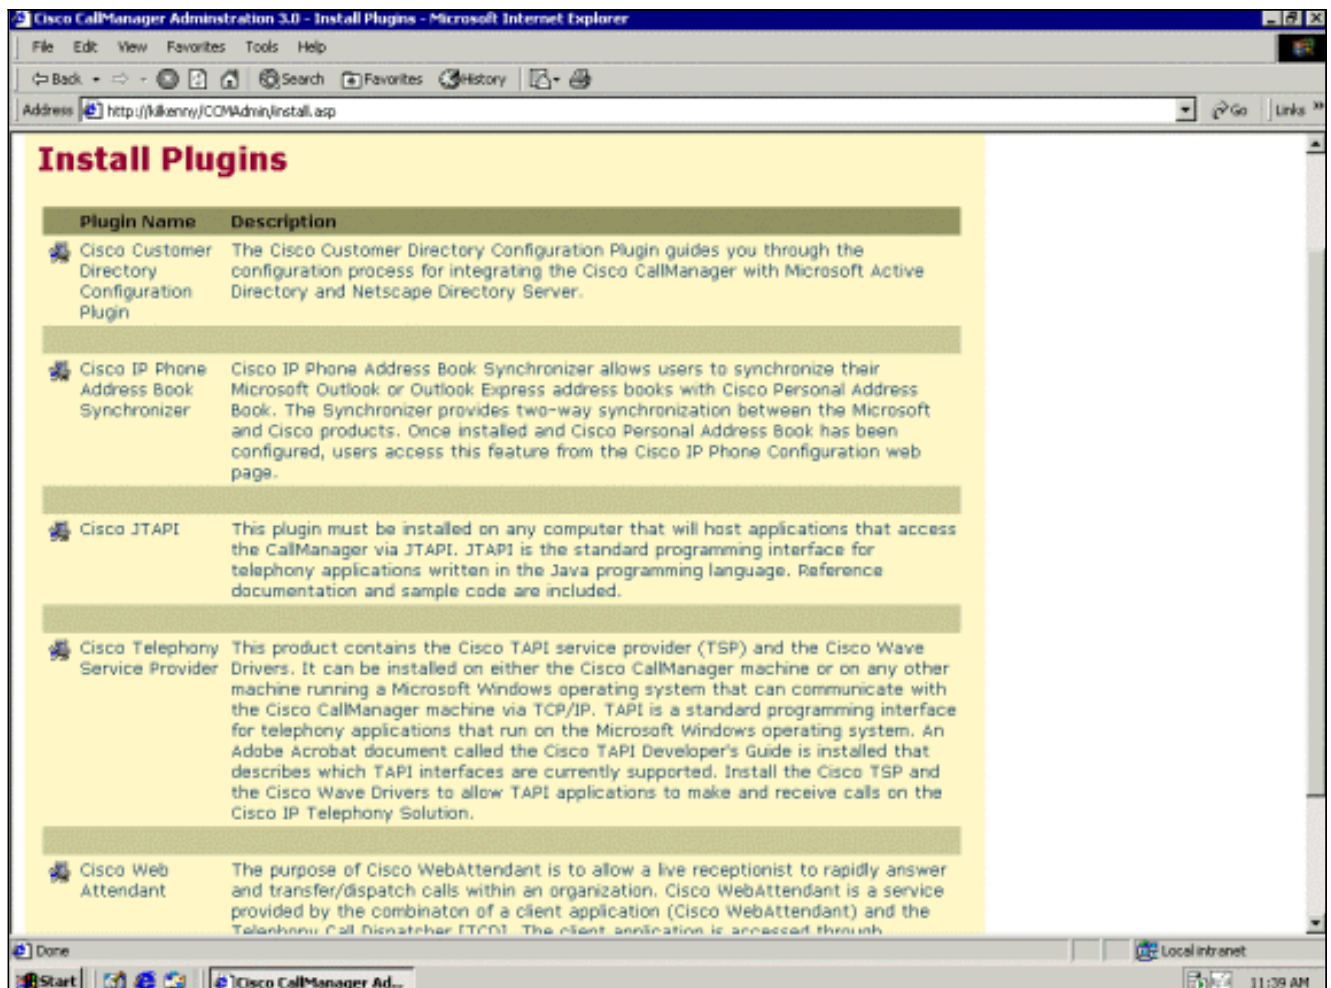 Cisco CallManager Adminstration 3.0 - Install Plugins - Microsoft Internet Explorer
File Edit View Favorites Tools Help
Back Search Favorites History
Address http://kilkenny/CCMAdmin/install.asp Go Links »
Install Plugins
Plugin Name Description
Cisco Customer Directory Configuration Plugin
The Cisco Customer Directory Configuration Plugin guides you through the
configuration process for integrating the Cisco CallManager with Microsoft Active
Directory and Netscape Directory Server.
Cisco IP Phone Address Book Synchronizer
Cisco IP Phone Address Book Synchronizer allows users to synchronize their
Microsoft Outlook or Outlook Express address books with Cisco Personal Address
Book. The Synchronizer provides two-way synchronization between the Microsoft
and Cisco products. Once installed and Cisco Personal Address Book has been
configured, users access this feature from the Cisco IP Phone Configuration web
page.
Cisco JTAPI
This plugin must be installed on any computer that will host applications that access
the CallManager via JTAPI. JTAPI is the standard programming interface for
telephony applications written in the Java programming language. Reference
documentation and sample code are included.
Cisco Telephony Service Provider
This product contains the Cisco TAPI service provider (TSP) and the Cisco Wave
Drivers. It can be installed on either the Cisco CallManager machine or on any other
machine running a Microsoft Windows operating system that can communicate with
the Cisco CallManager machine via TCP/IP. TAPI is a standard programming interface
for telephony applications that run on the Microsoft Windows operating system. An
Adobe Acrobat document called the Cisco TAPI Developer's Guide is installed that
describes which TAPI interfaces are currently supported. Install the Cisco TSP and
the Cisco Wave Drivers to allow TAPI applications to make and receive calls on the
Cisco IP Telephony Solution.
Cisco Web Attendant
The purpose of Cisco WebAttendant is to allow a live receptionist to rapidly answer
and transfer/dispatch calls within an organization. Cisco WebAttendant is a service
provided by the combinaton of a client application (Cisco WebAttendant) and the
Telephony Call Dispatcher [TCD]. The client application is accessed through
Done Local intranet
Start Cisco CallManager Ad... 11:39 AM